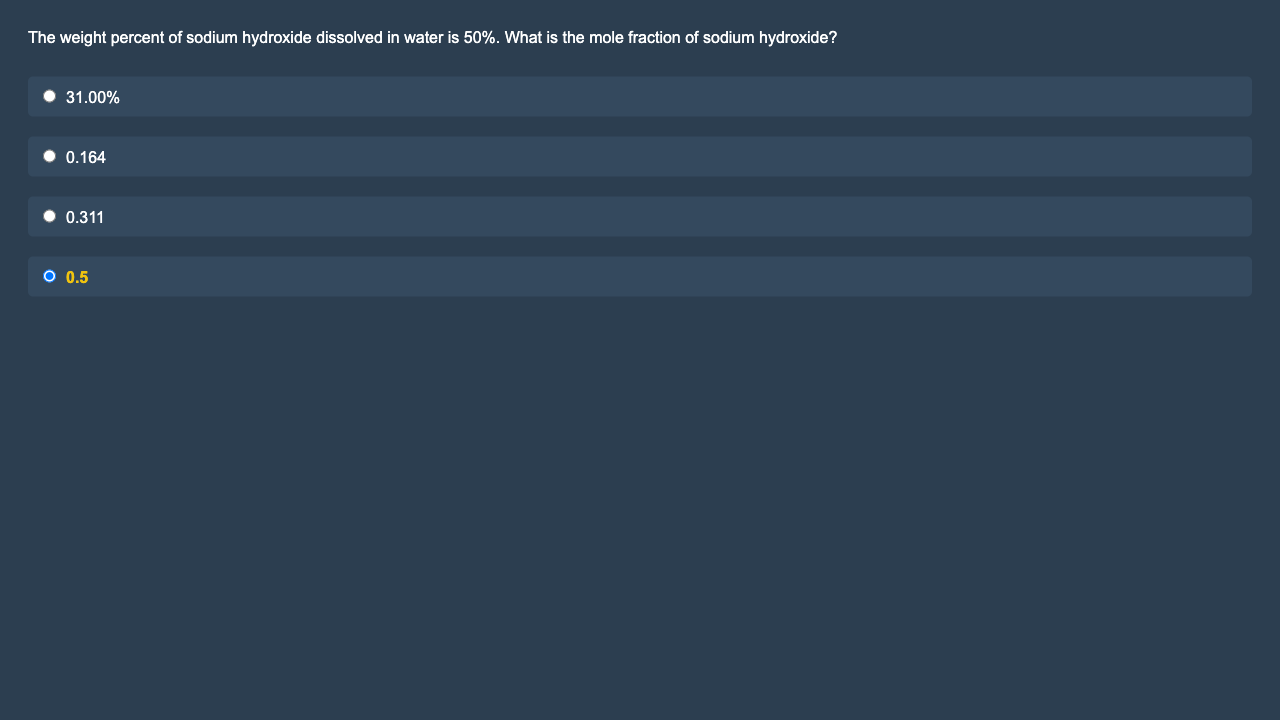 The weight percent of sodium hydroxide dissolved in water is 50%. What is the mole fraction of sodium hydroxide?
31.00%
0.164
0.311
0.5